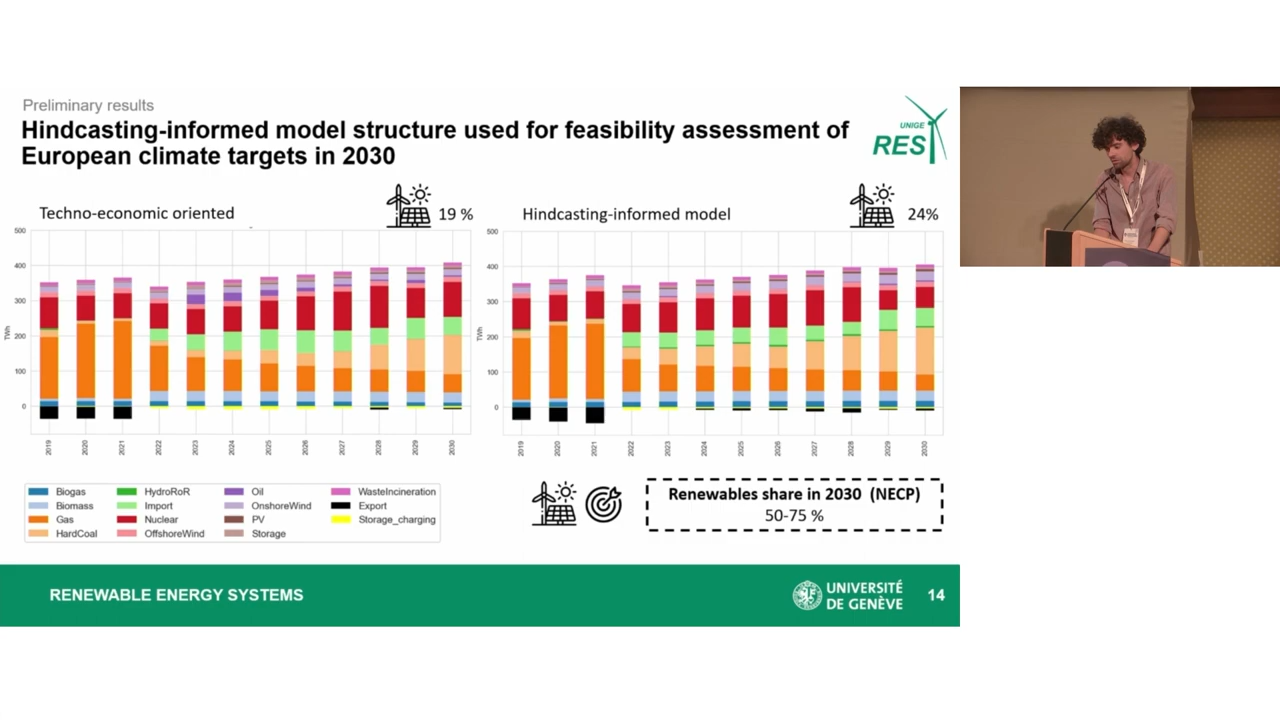 Preliminary results
Hindcasting-informed model structure used for feasibility assessment of
European climate targets in 2030
UNIGE
RES
Techno-economic oriented
19 %
Hindcasting-informed model
24%
500
400
300
200
100
0
TWh
2019
2020
2021
2022
2023
2024
2025
2026
2027
2028
2029
2030
500
400
300
200
100
0
TWh
2019
2020
2021
2022
2023
2024
2025
2026
2027
2028
2029
2030
Biogas
Biomass
Gas
HardCoal
HydroRoR
Import
Nuclear
OffshoreWind
Oil
OnshoreWind
PV
Storage
WasteIncineration
Export
Storage_charging
Renewables share in 2030 (NECP)
50-75 %
RENEWABLE ENERGY SYSTEMS
UNIVERSITÉ
DE GENÈVE
14